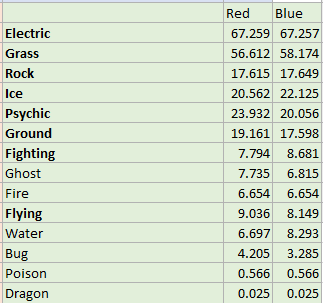 Red Blue
Electric 67.259 67.257
Grass 56.612 58.174
Rock 17.615 17.649
Ice 20.562 22.125
Psychic 23.932 20.056
Ground 19.161 17.598
Fighting 7.794 8.681
Ghost 7.735 6.815
Fire 6.654 6.654
Flying 9.036 8.149
Water 6.697 8.293
Bug 4.205 3.285
Poison 0.566 0.566
Dragon 0.025 0.025